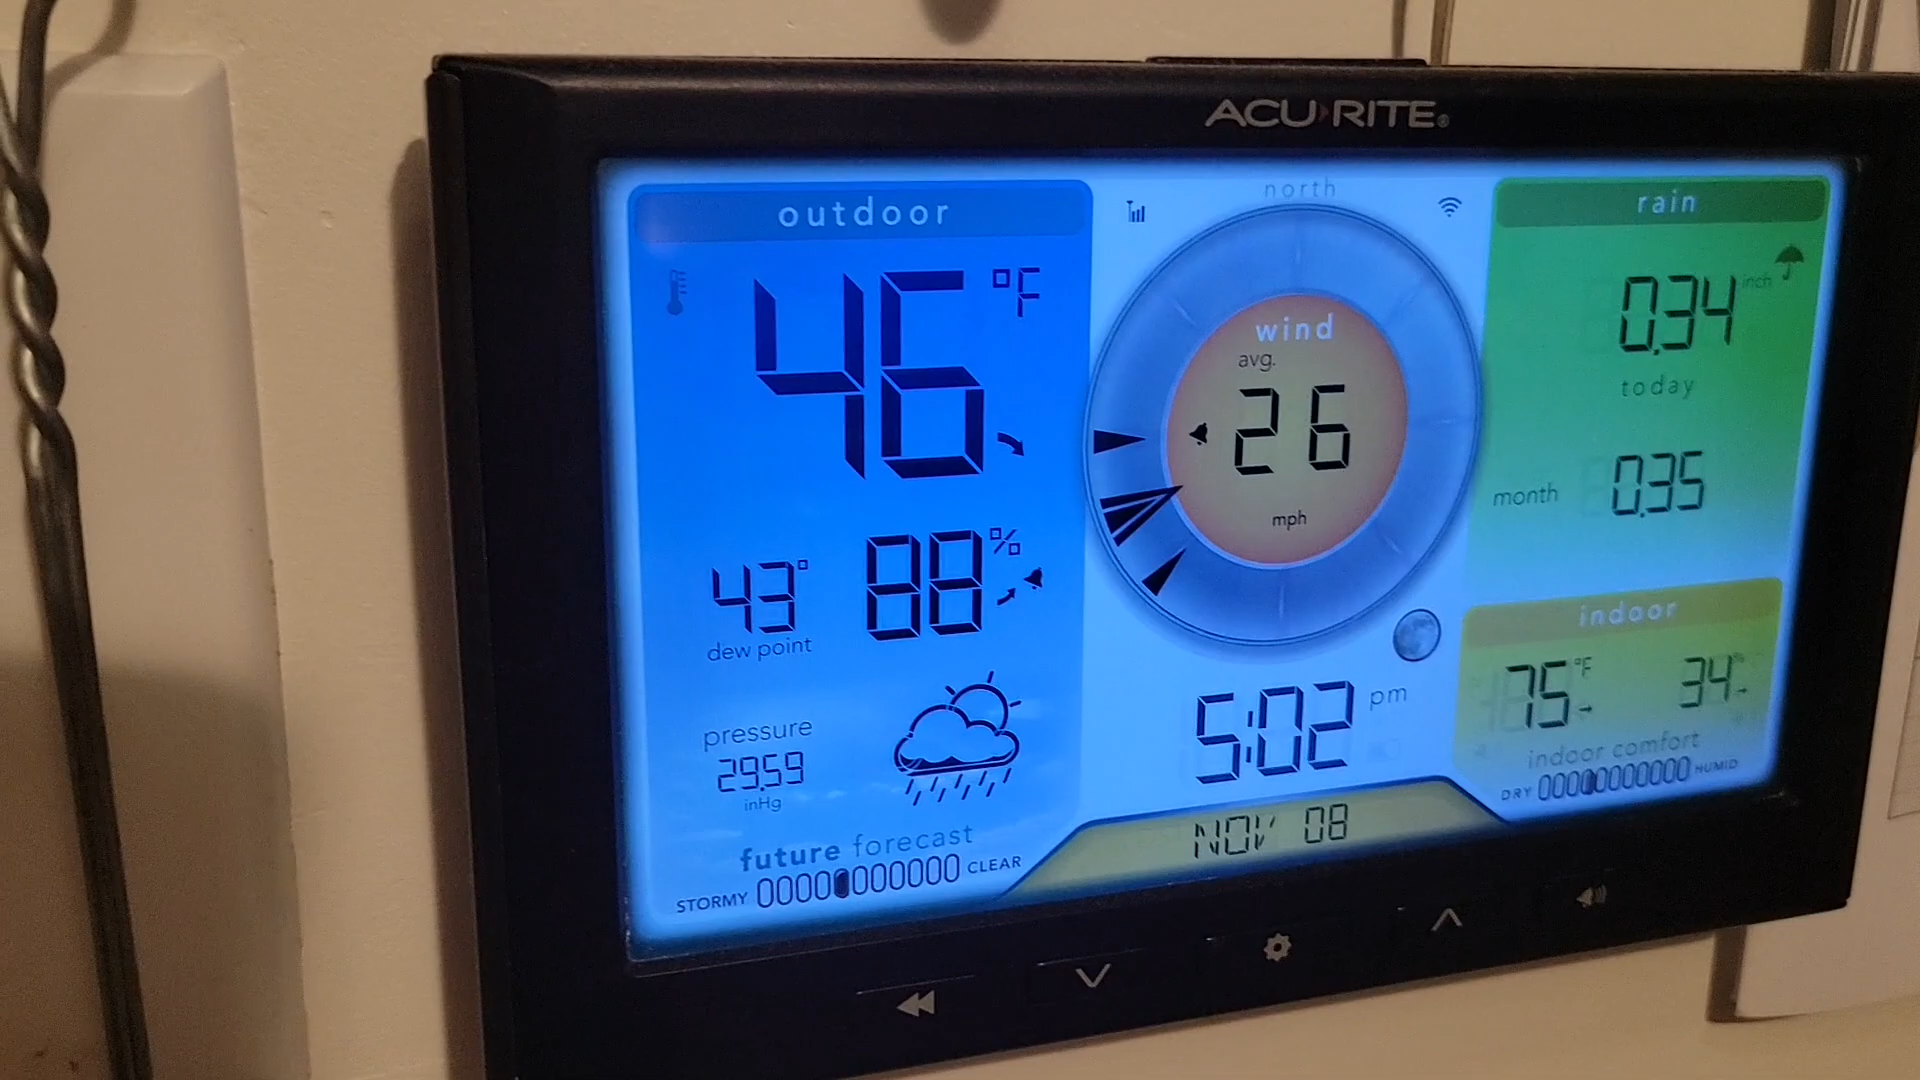 ACU RITE®
outdoor
46 °F
43°
dew point
88 %
pressure
29.59
inHg
future forecast
STORMY
CLEAR
north
wind
avg.
26
mph
5:02 pm
NOV 08
rain
0.34 inch
today
month 0.35
indoor
75 °F
34 %
indoor comfort
DRY
HUMID